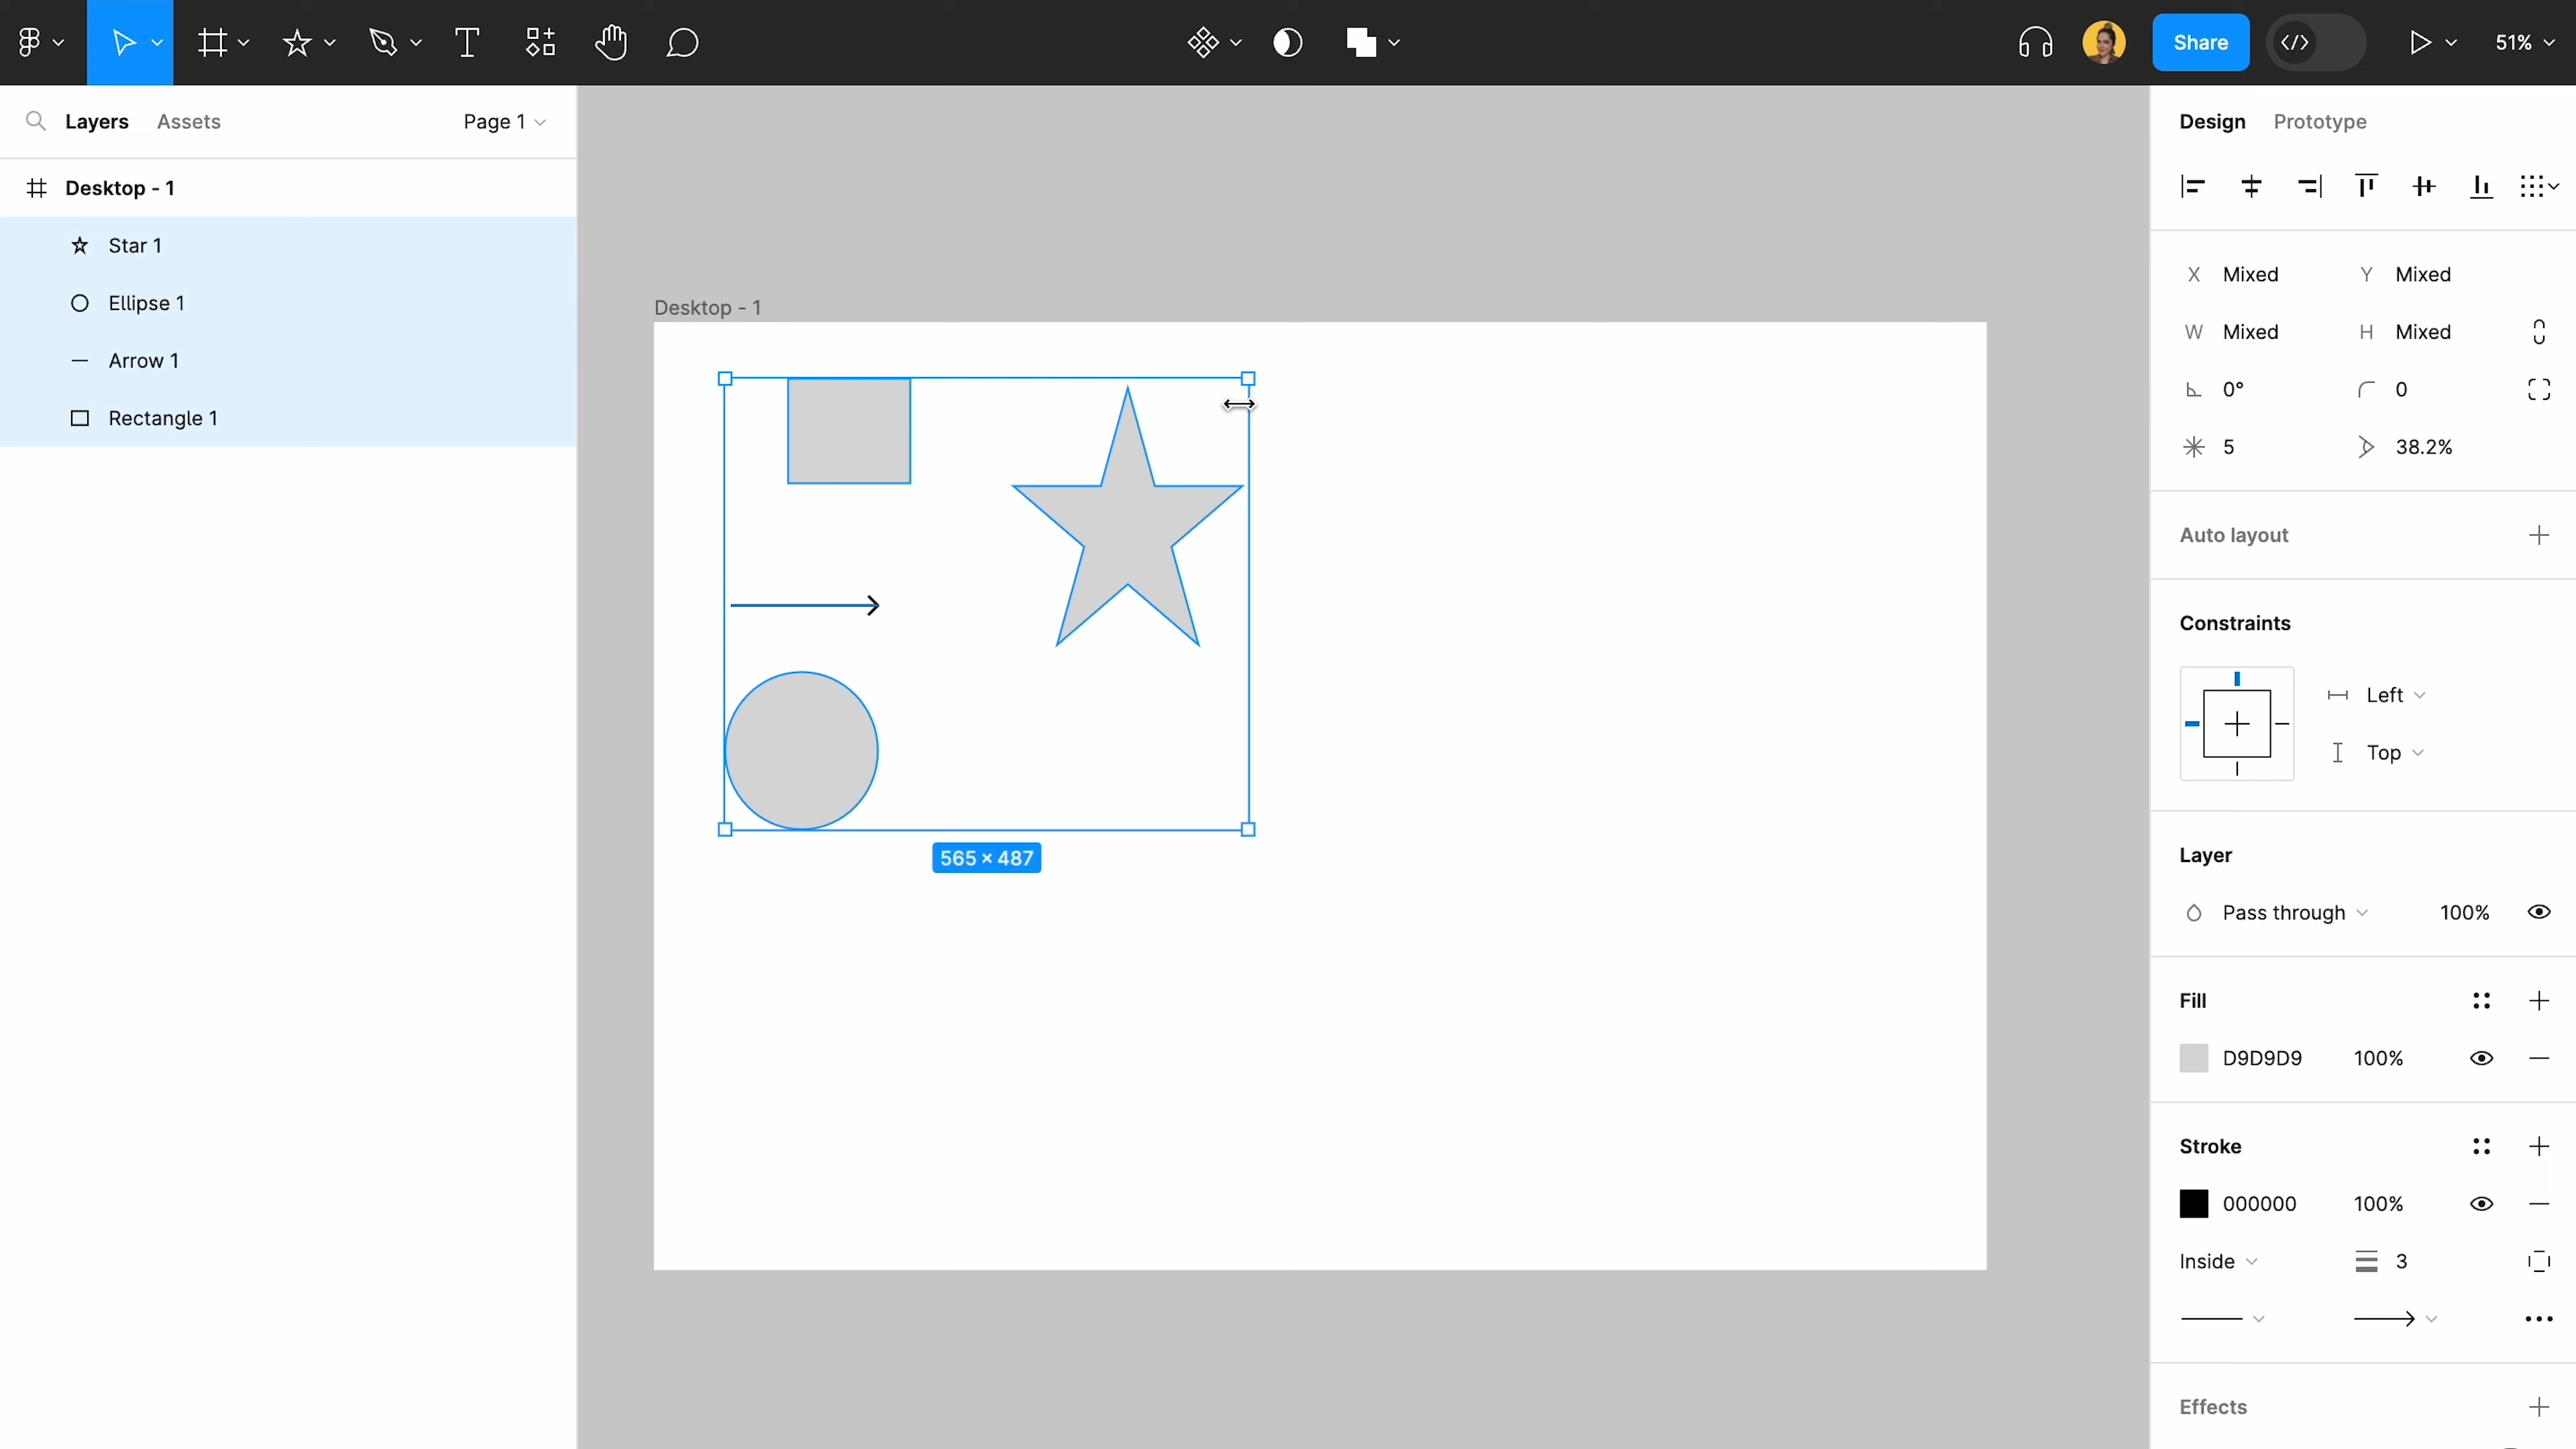 Share
51%
Layers Assets Page 1
Desktop - 1
Star 1
Ellipse 1
Arrow 1
Rectangle 1
Desktop - 1
565 × 487
Design Prototype
X Mixed Y Mixed
W Mixed H Mixed
0° 0
5 38.2%
Auto layout
Constraints
Left
Top
Layer
Pass through 100%
Fill
D9D9D9 100%
Stroke
000000 100%
Inside 3
Effects